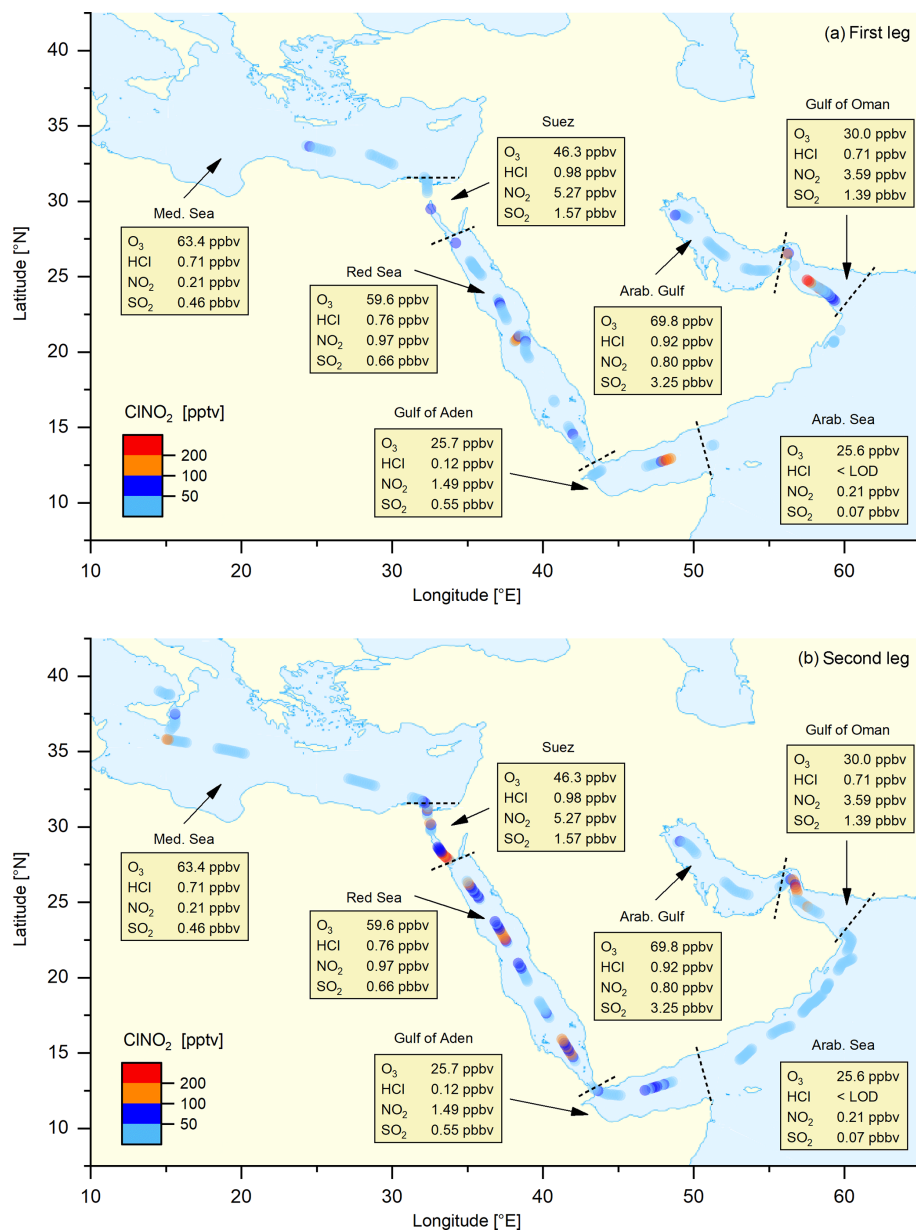 (a) First leg
Gulf of Oman
O₃ 30.0 ppbv
HCl 0.71 ppbv
NO₂ 3.59 ppbv
SO₂ 1.39 ppbv
Suez
O₃ 46.3 ppbv
HCl 0.98 ppbv
NO₂ 5.27 ppbv
SO₂ 1.57 ppbv
Med. Sea
O₃ 63.4 ppbv
HCl 0.71 ppbv
NO₂ 0.21 ppbv
SO₂ 0.46 ppbv
Red Sea
O₃ 59.6 ppbv
HCl 0.76 ppbv
NO₂ 0.97 ppbv
SO₂ 0.66 ppbv
Arab. Gulf
O₃ 69.8 ppbv
HCl 0.92 ppbv
NO₂ 0.80 ppbv
SO₂ 3.25 ppbv
Gulf of Aden
O₃ 25.7 ppbv
HCl 0.12 ppbv
NO₂ 1.49 ppbv
SO₂ 0.55 ppbv
Arab. Sea
O₃ 25.6 ppbv
HCl < LOD
NO₂ 0.21 ppbv
SO₂ 0.07 ppbv
ClNO₂ [pptv]
200
100
50
Latitude [°N]
40
35
30
25
20
15
10
10 20 30 40 50 60
Longitude [°E]
(b) Second leg
Gulf of Oman
O₃ 30.0 ppbv
HCl 0.71 ppbv
NO₂ 3.59 ppbv
SO₂ 1.39 ppbv
Suez
O₃ 46.3 ppbv
HCl 0.98 ppbv
NO₂ 5.27 ppbv
SO₂ 1.57 ppbv
Med. Sea
O₃ 63.4 ppbv
HCl 0.71 ppbv
NO₂ 0.21 ppbv
SO₂ 0.46 ppbv
Red Sea
O₃ 59.6 ppbv
HCl 0.76 ppbv
NO₂ 0.97 ppbv
SO₂ 0.66 ppbv
Arab. Gulf
O₃ 69.8 ppbv
HCl 0.92 ppbv
NO₂ 0.80 ppbv
SO₂ 3.25 ppbv
Gulf of Aden
O₃ 25.7 ppbv
HCl 0.12 ppbv
NO₂ 1.49 ppbv
SO₂ 0.55 ppbv
Arab. Sea
O₃ 25.6 ppbv
HCl < LOD
NO₂ 0.21 ppbv
SO₂ 0.07 ppbv
ClNO₂ [pptv]
200
100
50
Latitude [°N]
40
35
30
25
20
15
10
10 20 30 40 50 60
Longitude [°E]